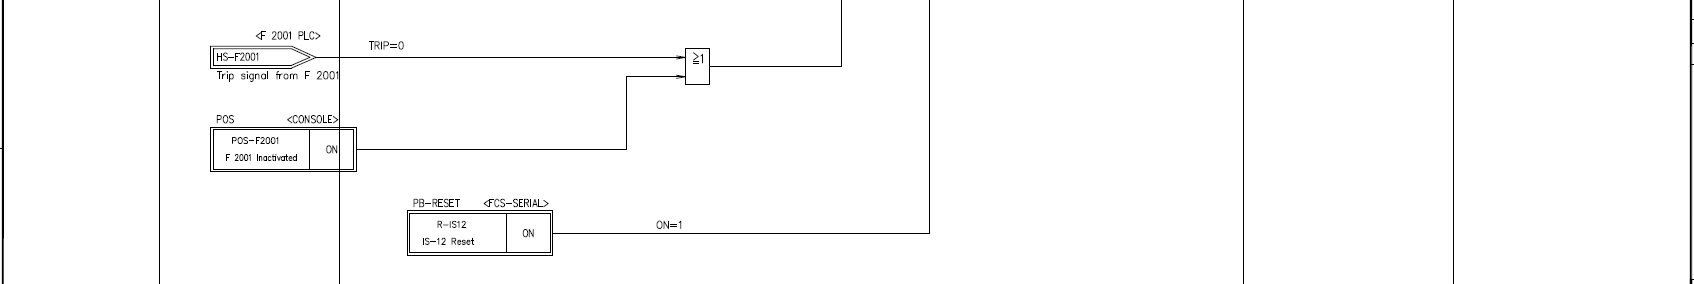 <F 2001 PLC>
HS-F2001
TRIP=0
Trip signal from F 2001
≥1
POS <CONSOLE>
POS-F2001
F 2001 Inactivated
ON
PB-RESET <FCS-SERIAL>
R-IS12
IS-12 Reset
ON
ON=1